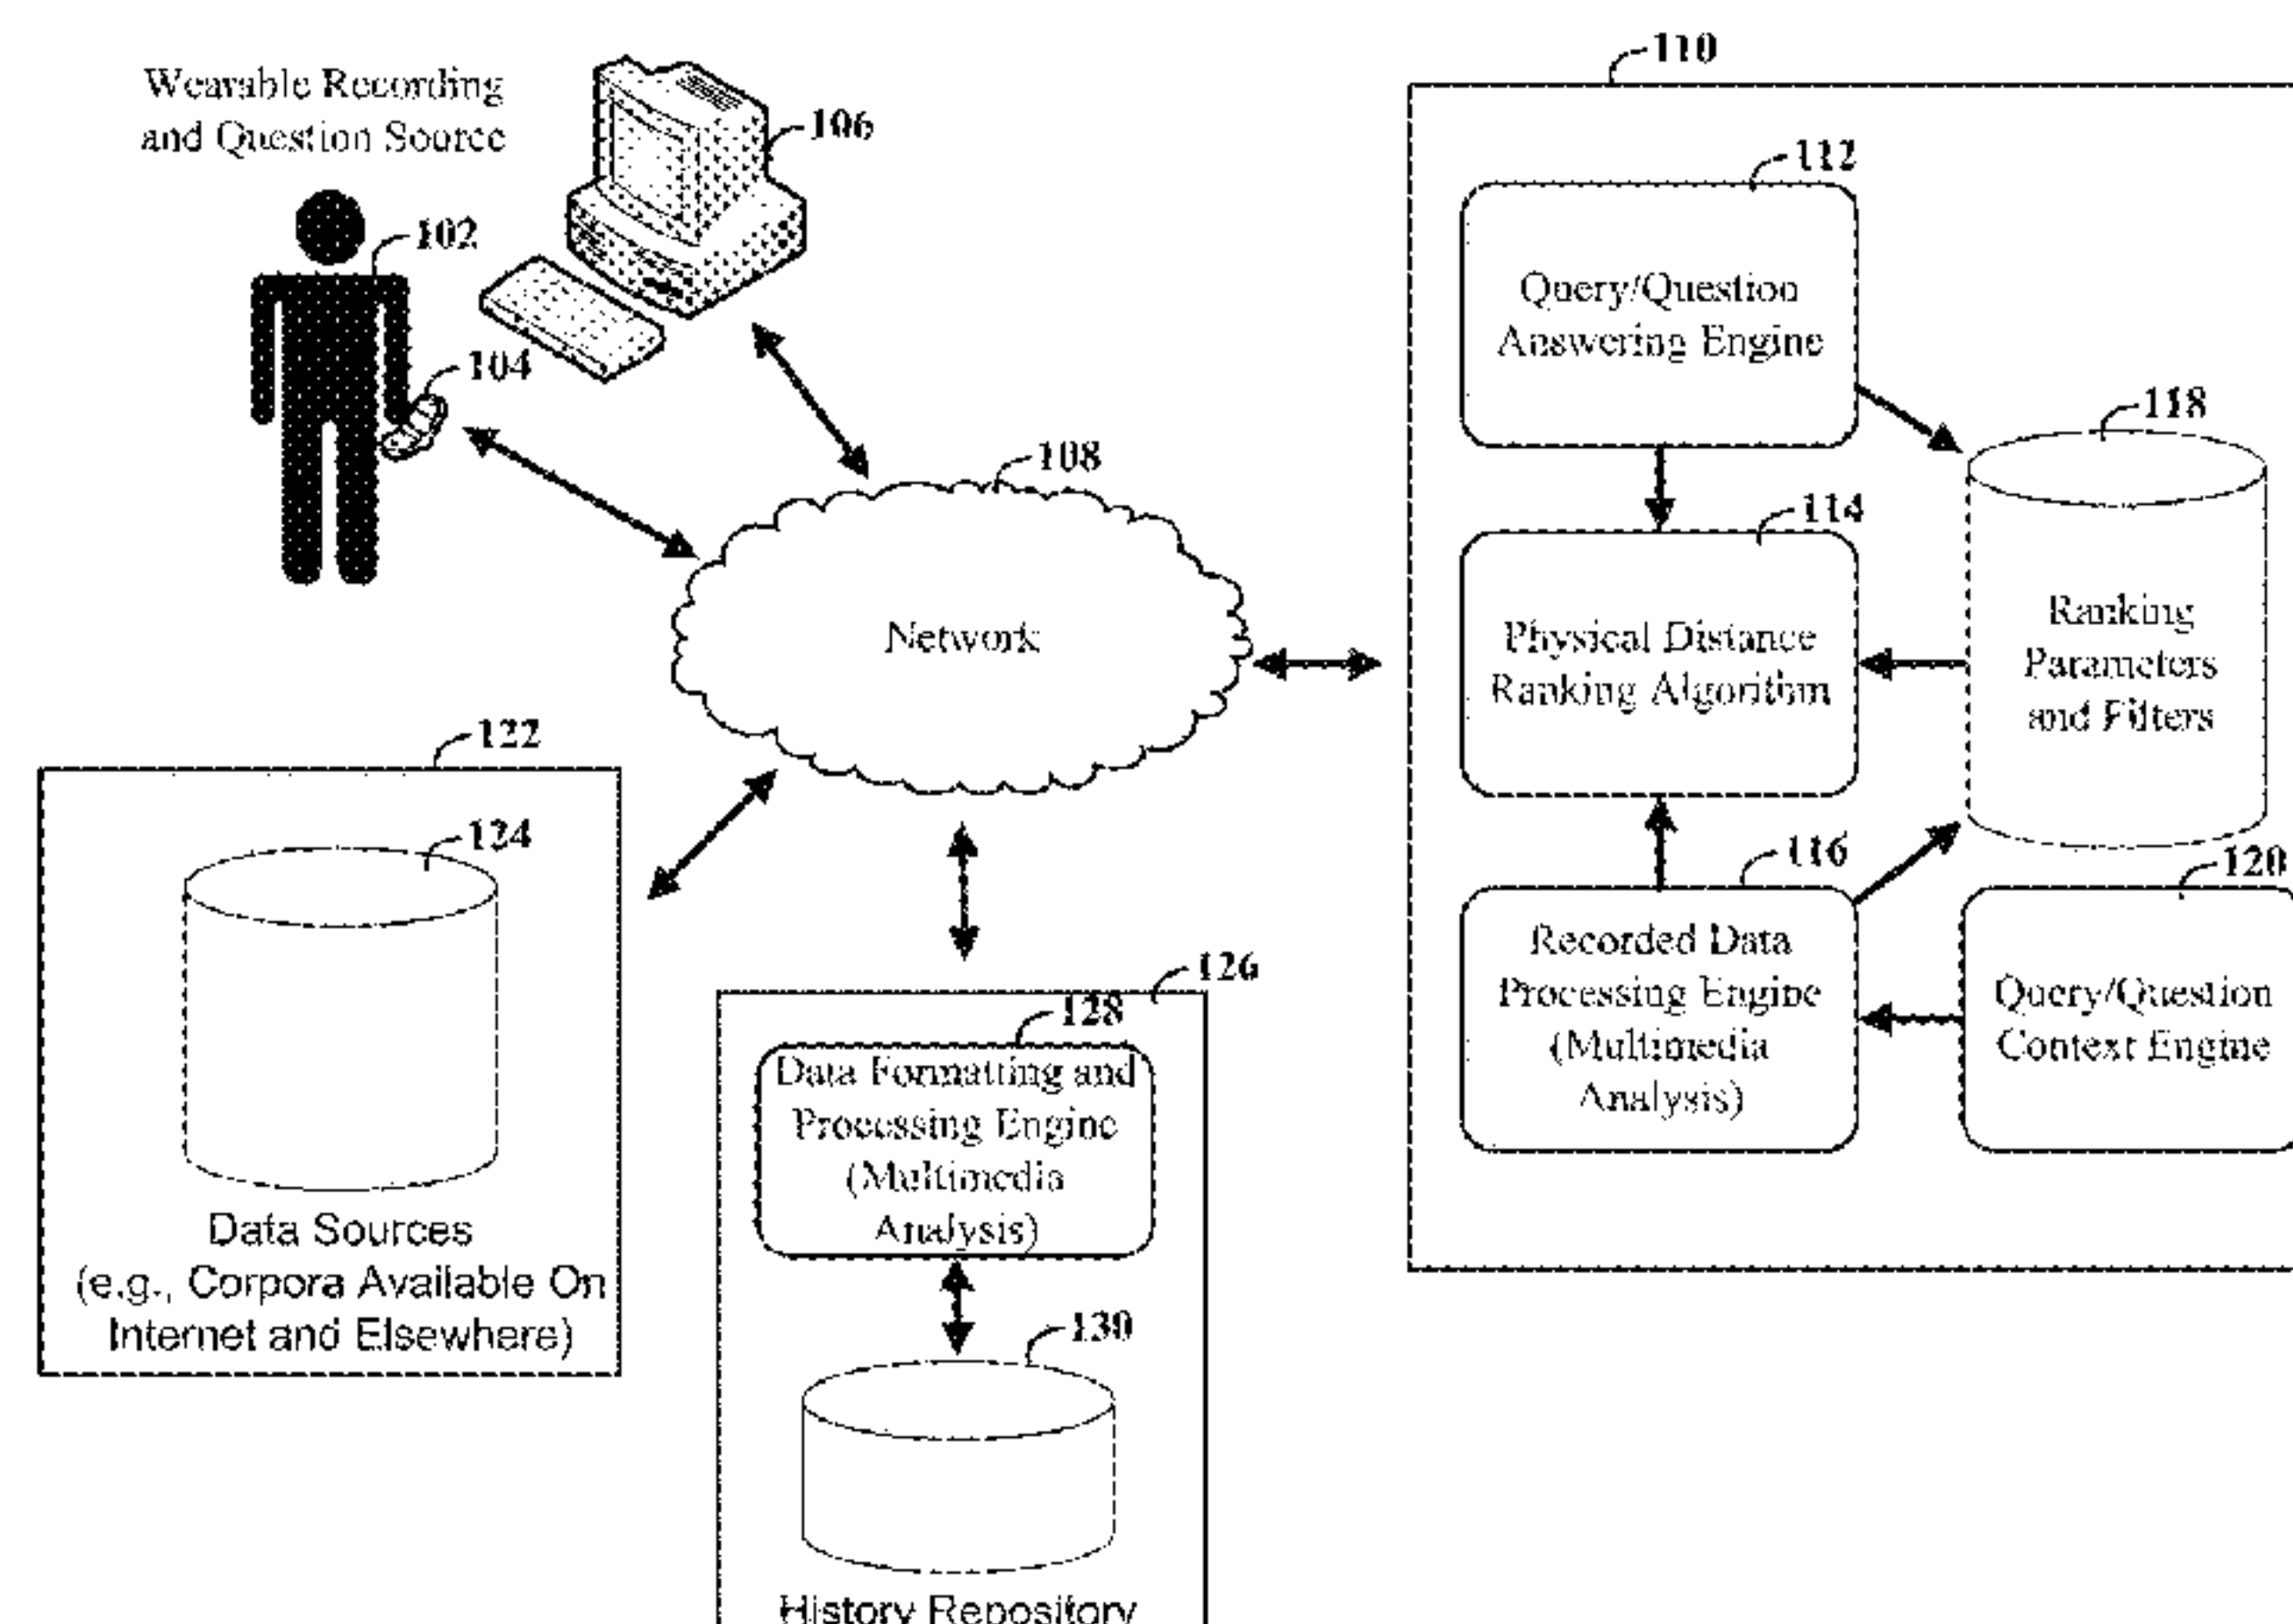 Wearable Recording
and Question Source
106
102
104
108
Network
110
112
Query/Question
Answering Engine
118
Ranking
Parameters
and Filters
114
Physical Distance
Ranking Algorithm
116
Recorded Data
Processing Engine
(Multimedia
Analysis)
120
Query/Question
Context Engine
122
124
Data Sources
(e.g., Corpora Available On
Internet and Elsewhere)
126
128
Data Formatting and
Processing Engine
(Multimedia
Analysis)
130
History Repository